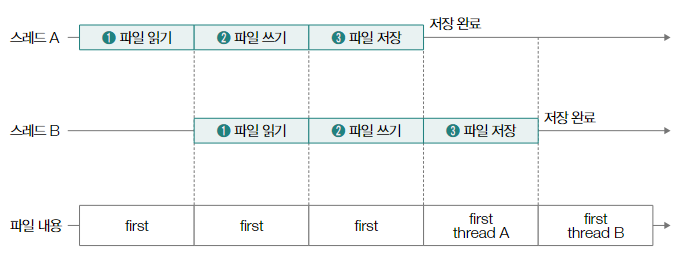 스레드 A
❶ 파일 읽기
❷ 파일 쓰기
❸ 파일 저장
저장 완료
스레드 B
❶ 파일 읽기
❷ 파일 쓰기
❸ 파일 저장
저장 완료
파일 내용
first
first
first
first
thread A
first
thread B